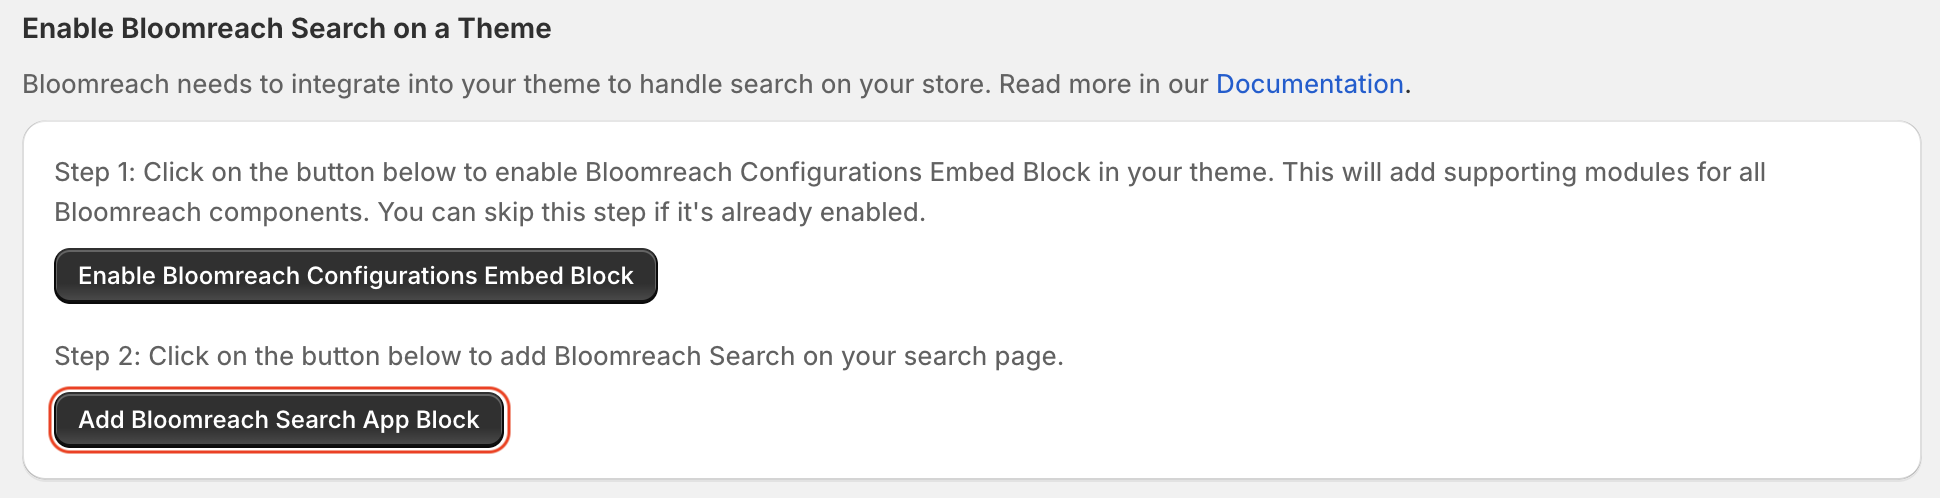 Enable Bloomreach Search on a Theme
Bloomreach needs to integrate into your theme to handle search on your store. Read more in our Documentation.
Step 1: Click on the button below to enable Bloomreach Configurations Embed Block in your theme. This will add supporting modules for all
Bloomreach components. You can skip this step if it's already enabled.
Enable Bloomreach Configurations Embed Block
Step 2: Click on the button below to add Bloomreach Search on your search page.
Add Bloomreach Search App Block